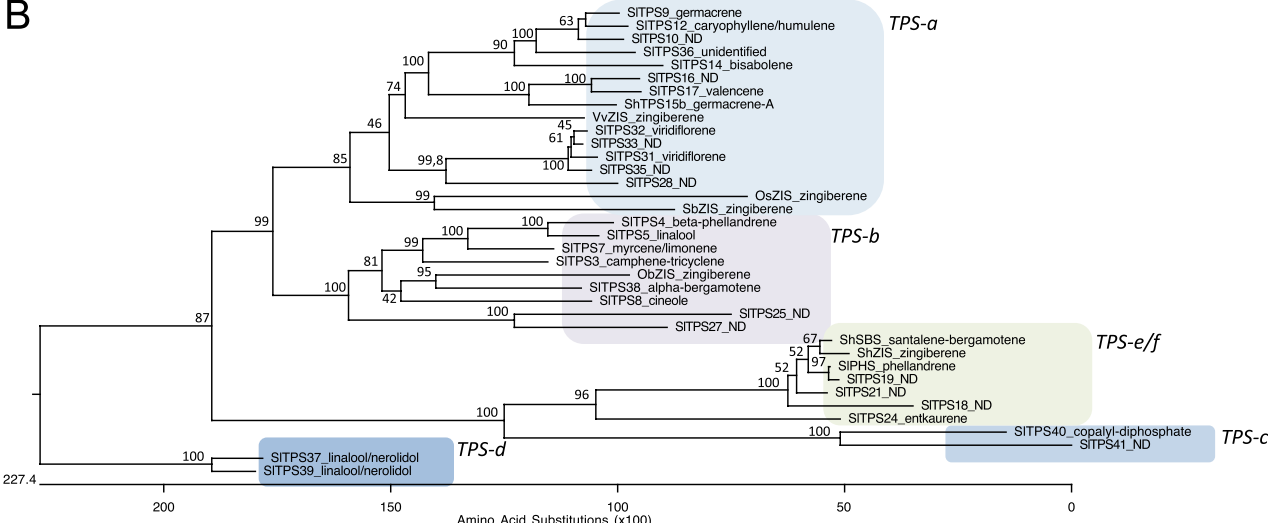 B
SlTPS9_germacrene
63
SlTPS12_caryophyllene/humulene
TPS-a
100
SlTPS10_ND
90
SlTPS36_unidentified
100
SlTPS14_bisabolene
100
SlTPS16_ND
74
100
SlTPS17_valencene
ShTPS15b_germacrene-A
VvZIS_zingiberene
46
45
SlTPS32_viridiflorene
61
SlTPS33_ND
85
99,8
SlTPS31_viridiflorene
100
SlTPS35_ND
SlTPS28_ND
99
OsZIS_zingiberene
SbZIS_zingiberene
99
100
SlTPS4_beta-phellandrene
100
SlTPS5_linalool
TPS-b
99
SlTPS7_myrcene/limonene
81
SlTPS3_camphene-tricyclene
95
ObZIS_zingiberene
100
SlTPS38_alpha-bergamotene
42
SlTPS8_cineole
100
SlTPS25_ND
87
SlTPS27_ND
67
ShSBS_santalene-bergamotene
TPS-e/f
52
ShZIS_zingiberene
97
SlPHS_phellandrene
52
SlTPS19_ND
100
SlTPS21_ND
96
SlTPS18_ND
100
SlTPS24_entkaurene
100
SlTPS40_copalyl-diphosphate
TPS-c
SlTPS41_ND
100
SlTPS37_linalool/nerolidol
TPS-d
SlTPS39_linalool/nerolidol
227.4
200 150 100 50 0
Amino Acid Substitutions (x100)